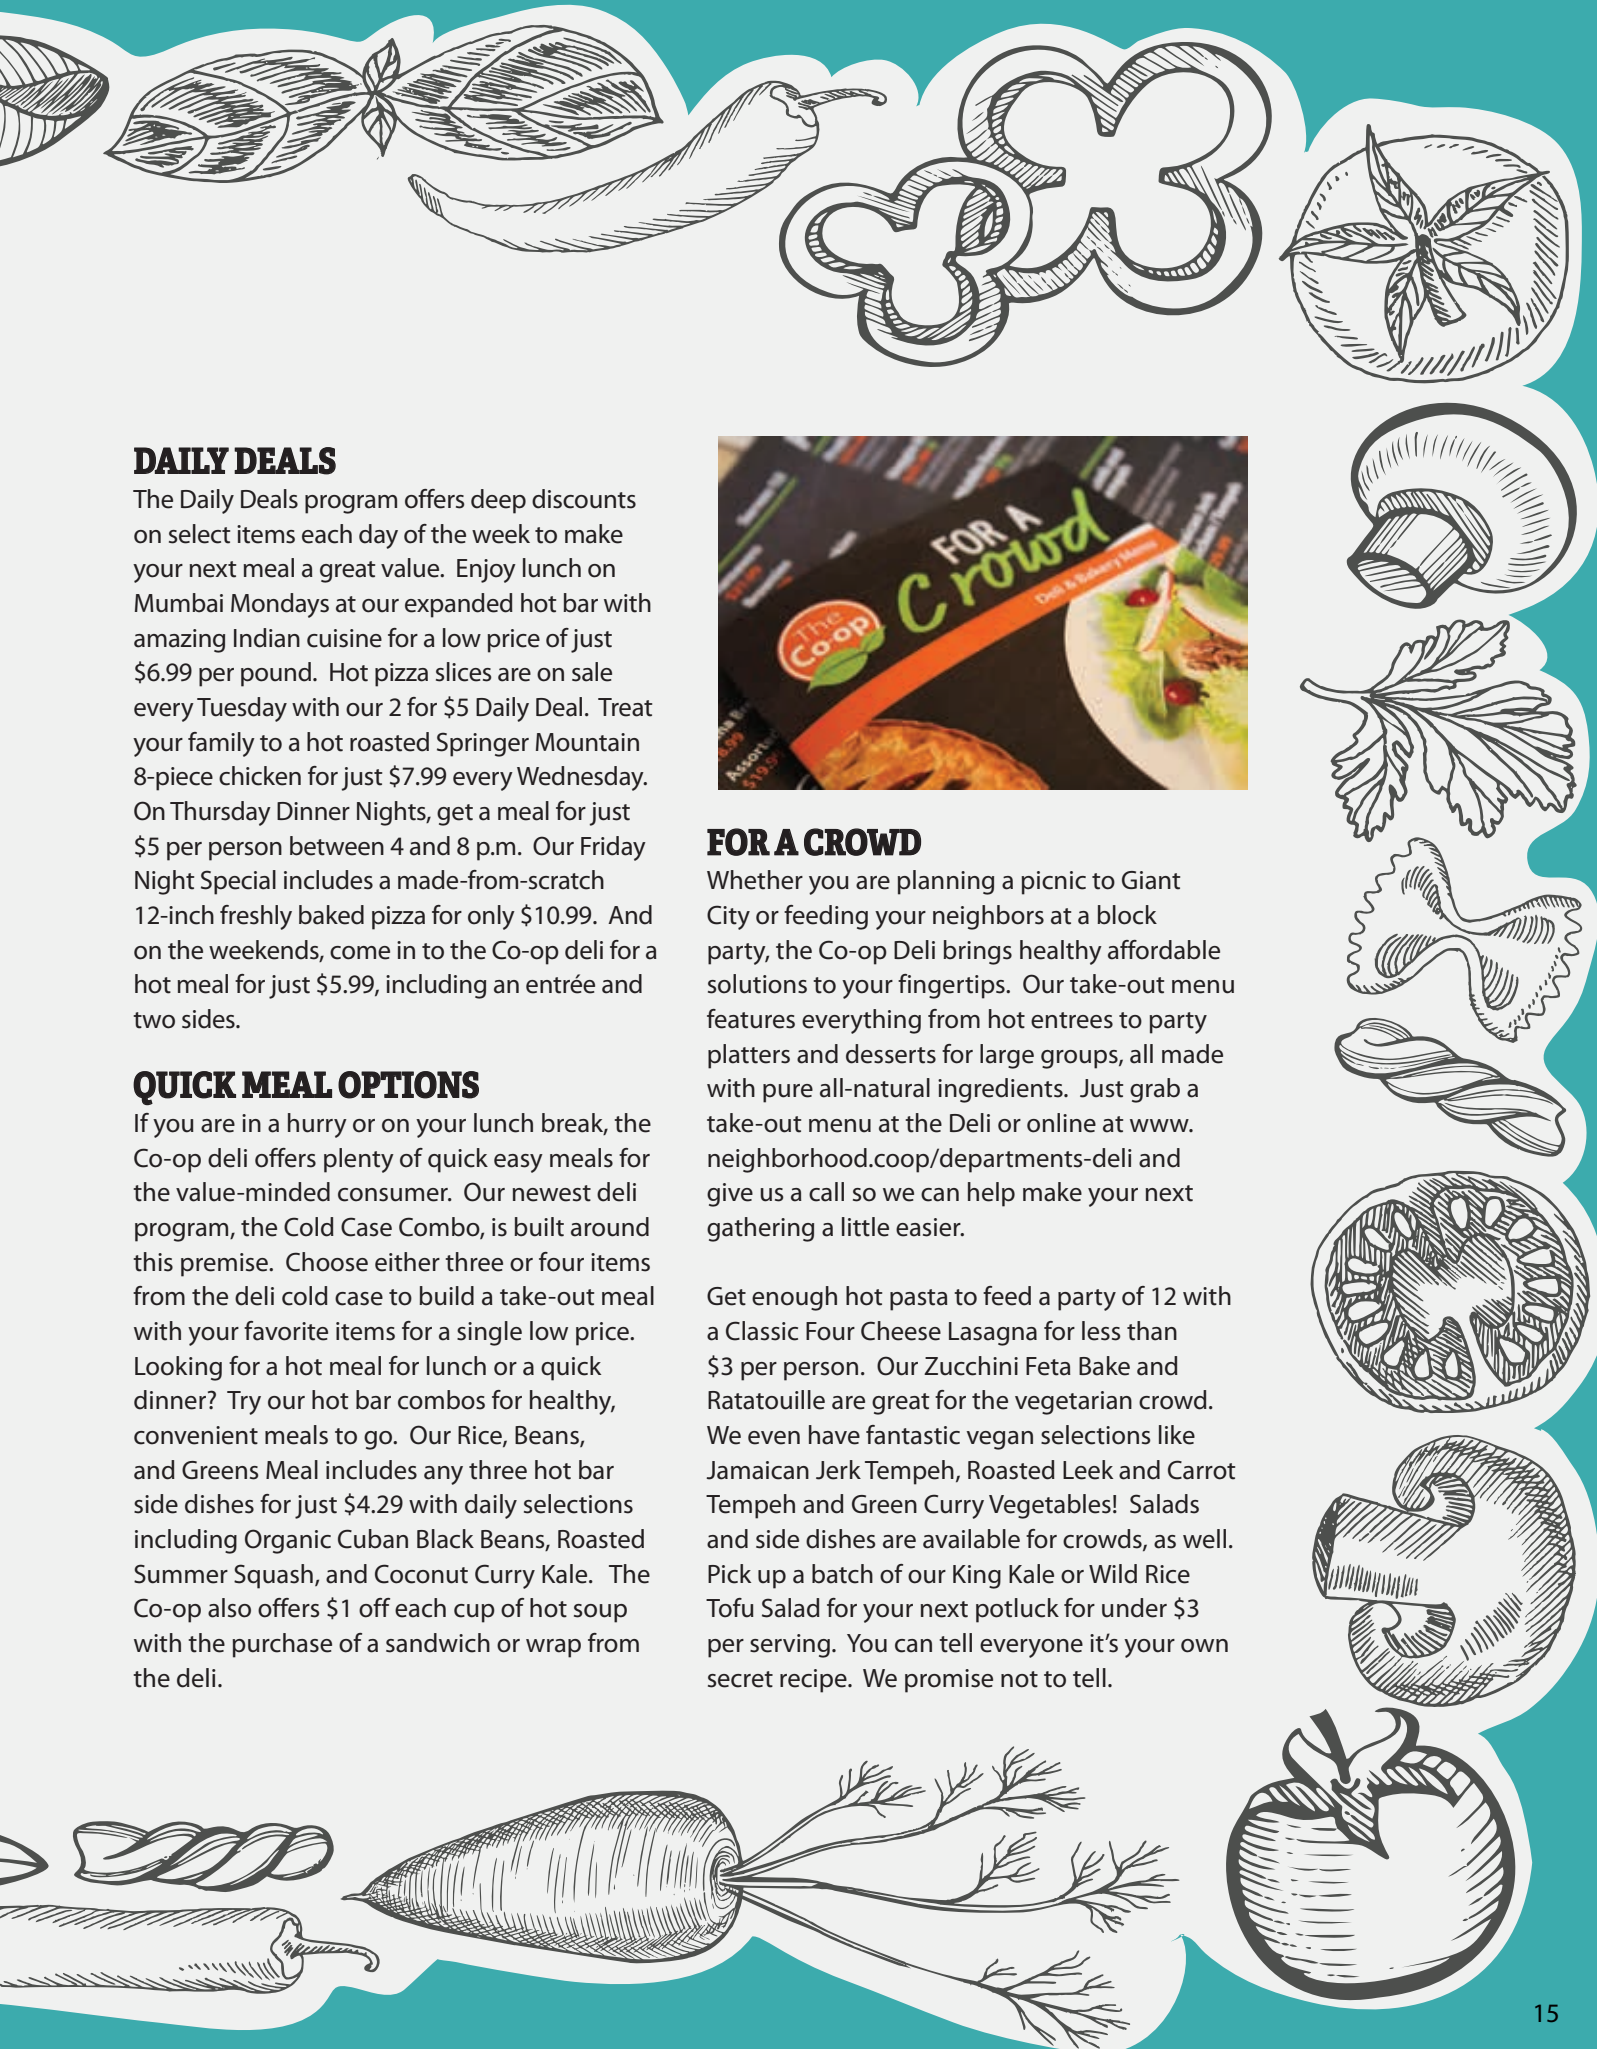 DAILY DEALS
The Daily Deals program offers deep discounts
on select items each day of the week to make
your next meal a great value.  Enjoy lunch on
Mumbai Mondays at our expanded hot bar with
amazing Indian cuisine for a low price of just
$6.99 per pound.  Hot pizza slices are on sale
every Tuesday with our 2 for $5 Daily Deal.  Treat
your family to a hot roasted Springer Mountain
8-piece chicken for just $7.99 every Wednesday.
On Thursday Dinner Nights, get a meal for just
$5 per person between 4 and 8 p.m.  Our Friday
Night Special includes a made-from-scratch
12-inch freshly baked pizza for only $10.99.  And
on the weekends, come in to the Co-op deli for a
hot meal for just $5.99, including an entrée and
two sides.
QUICK MEAL OPTIONS
If you are in a hurry or on your lunch break, the
Co-op deli offers plenty of quick easy meals for
the value-minded consumer.  Our newest deli
program, the Cold Case Combo, is built around
this premise.  Choose either three or four items
from the deli cold case to build a take-out meal
with your favorite items for a single low price.
Looking for a hot meal for lunch or a quick
dinner?  Try our hot bar combos for healthy,
convenient meals to go.  Our Rice, Beans,
and Greens Meal includes any three hot bar
side dishes for just $4.29 with daily selections
including Organic Cuban Black Beans, Roasted
Summer Squash, and Coconut Curry Kale.  The
Co-op also offers $1 off each cup of hot soup
with the purchase of a sandwich or wrap from
the deli.
FOR A
Crowd
Deli & Bakery Menu
The
Co-op
Assorted
$19.99
FOR A CROWD
Whether you are planning a picnic to Giant
City or feeding your neighbors at a block
party, the Co-op Deli brings healthy affordable
solutions to your fingertips.  Our take-out menu
features everything from hot entrees to party
platters and desserts for large groups, all made
with pure all-natural ingredients.  Just grab a
take-out menu at the Deli or online at www.
neighborhood.coop/departments-deli and
give us a call so we can help make your next
gathering a little easier.
Get enough hot pasta to feed a party of 12 with
a Classic Four Cheese Lasagna for less than
$3 per person.  Our Zucchini Feta Bake and
Ratatouille are great for the vegetarian crowd.
We even have fantastic vegan selections like
Jamaican Jerk Tempeh, Roasted Leek and Carrot
Tempeh and Green Curry Vegetables!  Salads
and side dishes are available for crowds, as well.
Pick up a batch of our King Kale or Wild Rice
Tofu Salad for your next potluck for under $3
per serving.  You can tell everyone it's your own
secret recipe.  We promise not to tell.
15